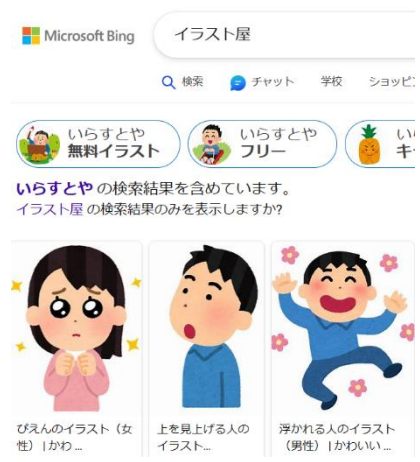 Microsoft Bing
イラスト屋
検索
チャット
学校
ショッピ
いらすとや
無料イラスト
いらすとや
フリー
い
キ
いらすとや の検索結果を含めています。
イラスト屋 の検索結果のみを表示しますか?
ぴえんのイラスト（女
性） | かわ ...
上を見上げる人の
イラスト...
浮かれる人のイラスト
（男性） | かわいい ...